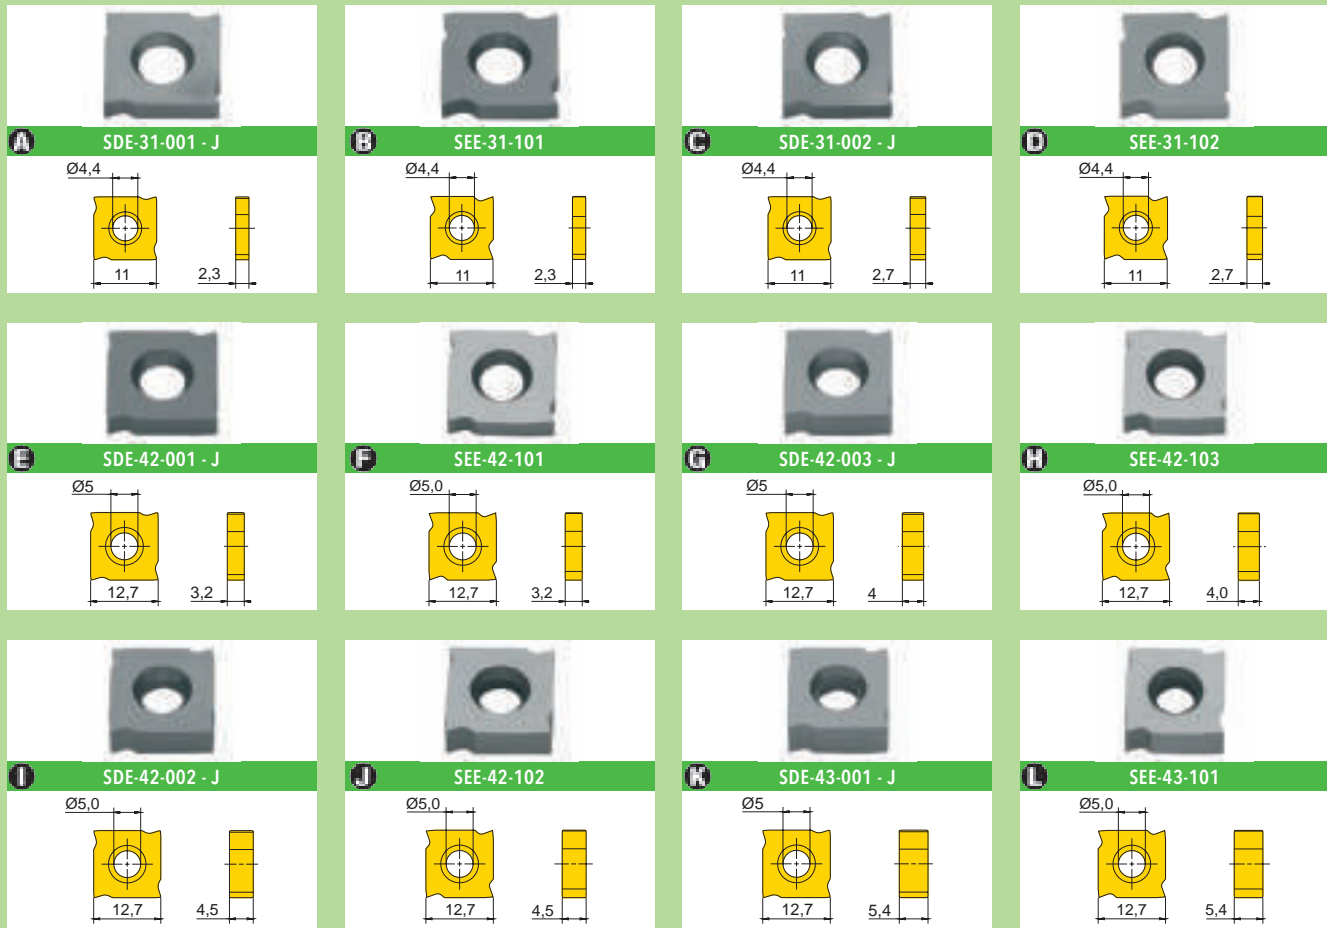 A SDE-31-001 - J
Ø4,4
11
2,3
B SEE-31-101
Ø4,4
11
2,3
C SDE-31-002 - J
Ø4,4
11
2,7
D SEE-31-102
Ø4,4
11
2,7
E SDE-42-001 - J
Ø5
12,7
3,2
F SEE-42-101
Ø5,0
12,7
3,2
G SDE-42-003 - J
Ø5
12,7
4
H SEE-42-103
Ø5,0
12,7
4,0
I SDE-42-002 - J
Ø5,0
12,7
4,5
J SEE-42-102
Ø5,0
12,7
4,5
K SDE-43-001 - J
Ø5
12,7
5,4
L SEE-43-101
Ø5,0
12,7
5,4